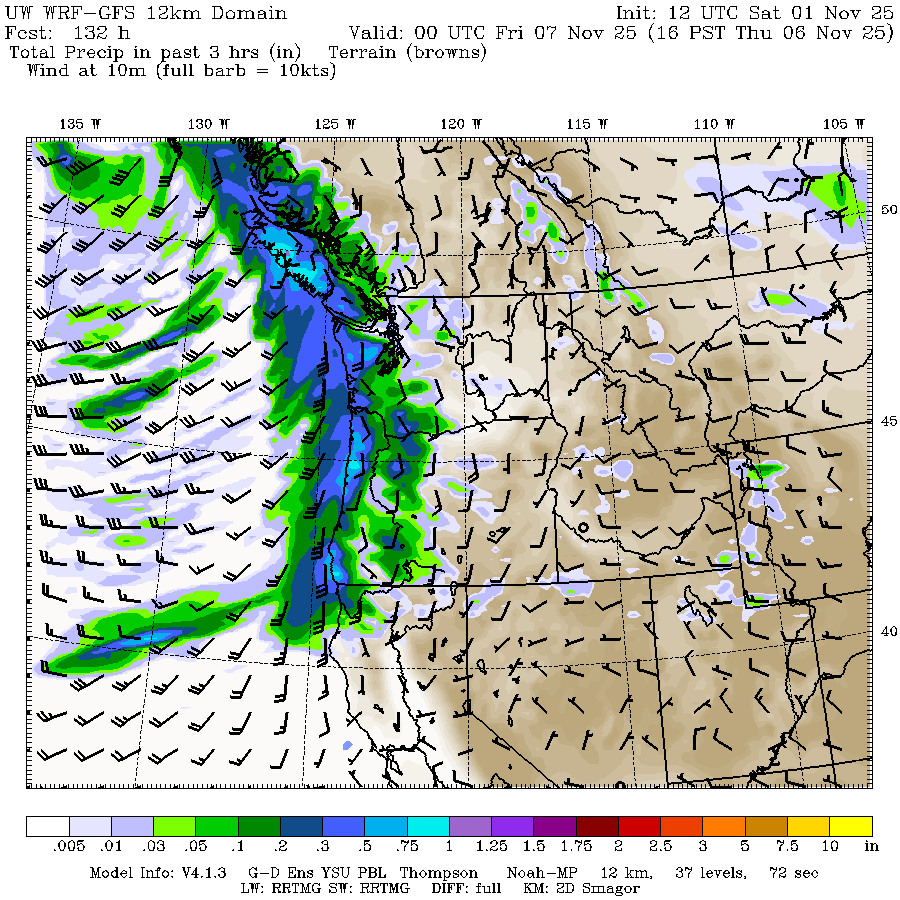 UW WRF-GFS 12km Domain Init: 12 UTC Sat 01 Nov 25
Fcst: 132 h Valid: 00 UTC Fri 07 Nov 25 (16 PST Thu 06 Nov 25)
Total Precip in past 3 hrs (in) Terrain (browns)
Wind at 10m (full barb = 10kts)
135 W 130 W 125 W 120 W 115 W 110 W 105 W
50
45
40
.005 .01 .03 .05 .1 .2 .3 .5 .75 1 1.25 1.5 1.75 2 2.5 3 5 7.5 10 in
Model Info: V4.1.3 G-D Ens YSU PBL Thompson Noah-MP 12 km, 37 levels, 72 sec
LW: RRTMG SW: RRTMG DIFF: full KM: 2D Smagor